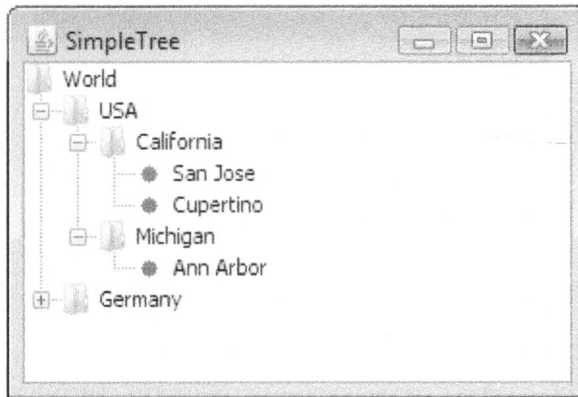 SimpleTree
World
USA
California
San Jose
Cupertino
Michigan
Ann Arbor
Germany